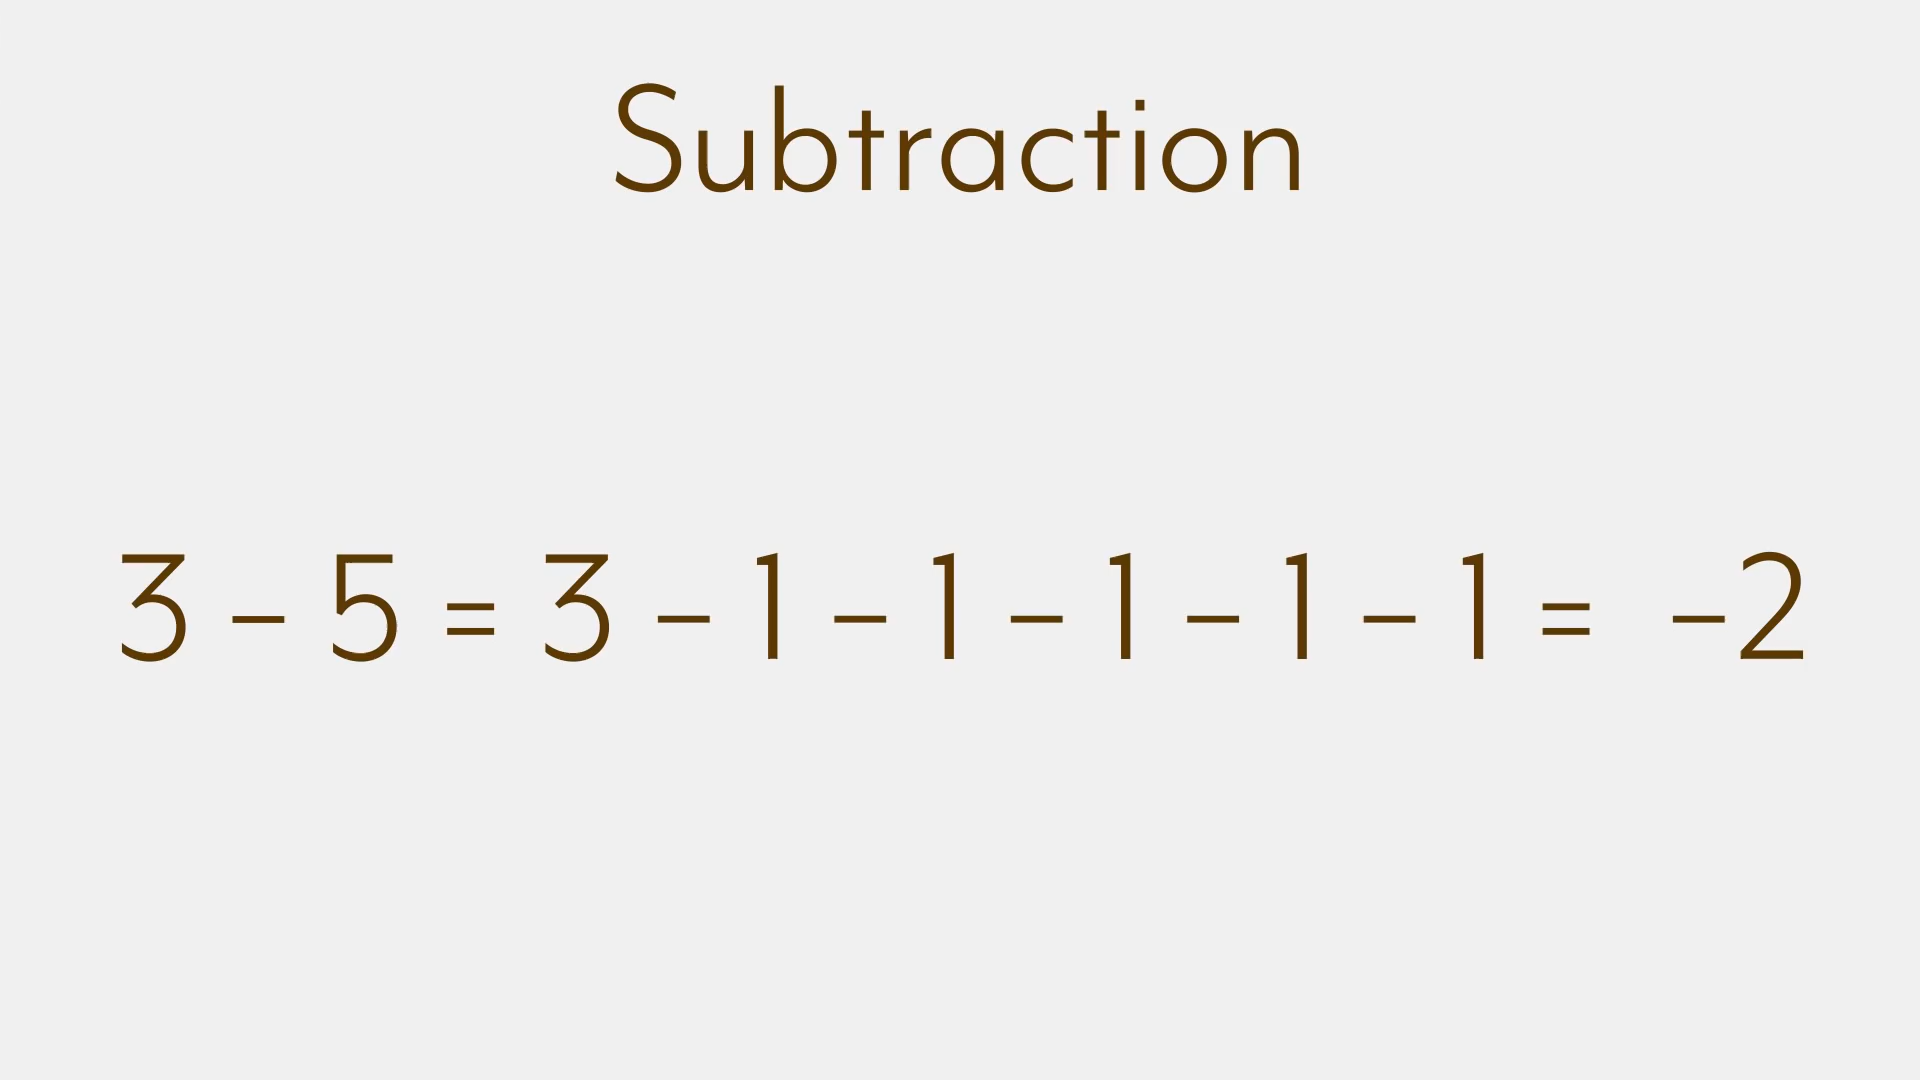 Subtraction
3 – 5 = 3 – 1 – 1 – 1 – 1 – 1 = –2